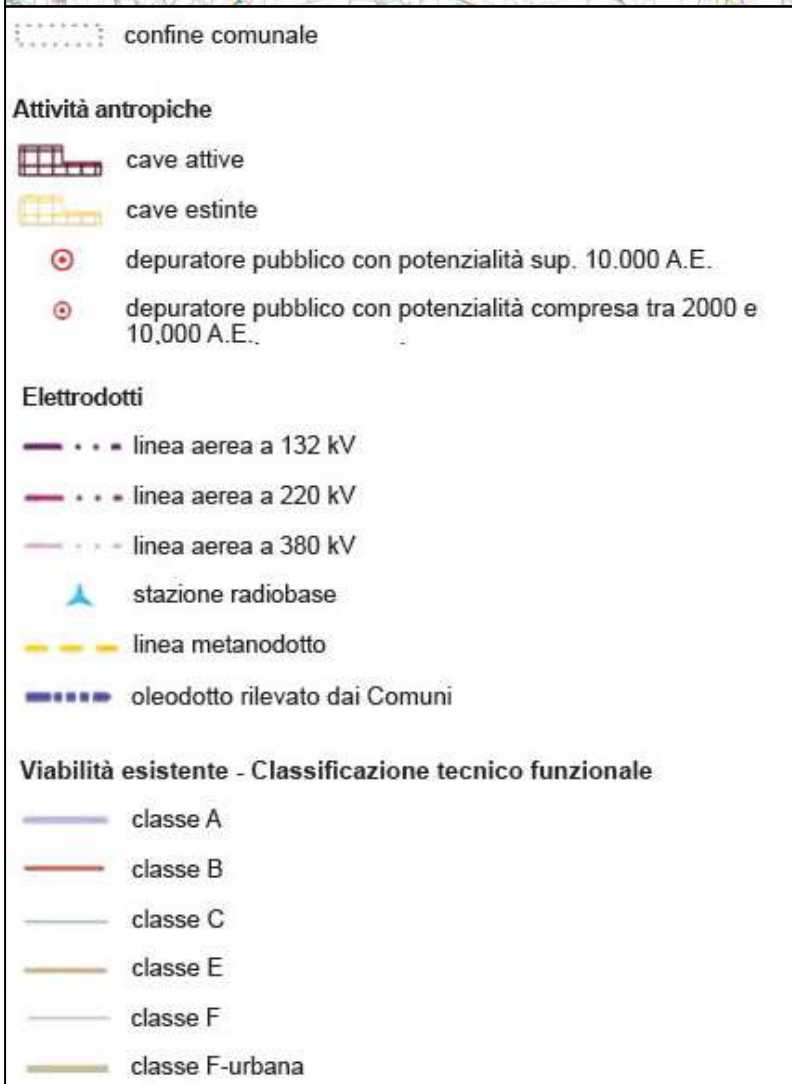 confine comunale
Attività antropiche
cave attive
cave estinte
depuratore pubblico con potenzialità sup. 10.000 A.E.
depuratore pubblico con potenzialità compresa tra 2000 e
10.000 A.E.
Elettrodotti
linea aerea a 132 kV
linea aerea a 220 kV
linea aerea a 380 kV
stazione radiobase
linea metanodotto
oleodotto rilevato dai Comuni
Viabilità esistente - Classificazione tecnico funzionale
classe A
classe B
classe C
classe E
classe F
classe F-urbana